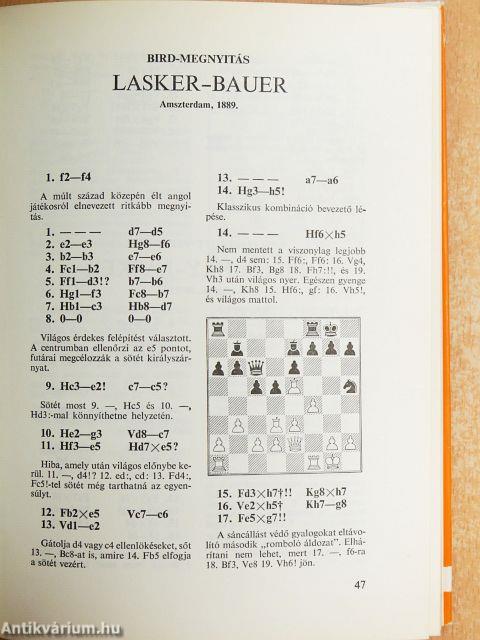 BIRD-MEGNYITÁS
LASKER–BAUER
Amszterdam, 1889.
1. f2—f4
A múlt század közepén élt angol
játékosról elnevezett ritkább megnyi-
tás.
1. — — — d7—d5
2. e2—e3 Hg8—f6
3. b2—b3 e7—e6
4. Fc1—b2 Ff8—e7
5. Ff1—d3!? b7—b6
6. Hg1—f3 Fc8—b7
7. Hb1—c3 Hb8—d7
8. 0—0 0—0
Világos érdekes felépítést választott.
A centrumban ellenőrzi az e5 pontot,
futárai megcélozzák a sötét királyszár-
nyat.
9. Hc3—e2! c7—c5?
Sötét most 9. —, Hc5 és 10. —,
Hd3:-mal könnyíthetne helyzetén.
10. He2—g3 Vd8—c7
11. Hf3—e5 Hd7×e5?
Hiba, amely után világos előnybe ke-
rül. 11. —, d4!? 12. ed:, cd: 13. Fd4:,
Fc5!-tel sötét még tarthatná az egyen-
súlyt.
12. Fb2×e5 Vc7—c6
13. Vd1—e2
Gátolja d4 vagy c4 ellenlökéseket, sőt
13. —, Bc8-at is, amire 14. Fb5 elfogja
a sötét vezért.
13. — — — a7—a6
14. Hg3—h5!
Klasszikus kombináció bevezető lé-
pése.
14. — — — Hf6×h5
Nem mentett a viszonylag legjobb
14. —, d4 sem: 15. Ff6:, Ff6: 16. Vg4,
Kh8 17. Bf3, Bg8 18. Fh7:!!, és 19.
Vh3 után világos nyer. Egészen gyenge
14. —, Kh8 15. Hf6:, gf: 16. Vh5!,
és világos mattol.
15. Fd3×h7†!! Kg8×h7
16. Ve2×h5† Kh7—g8
17. Fe5×g7!!
A sáncállást védő gyalogokat eltávo-
lító második „romboló áldozat”. Elhá-
rítani nem lehet, mert 17. —, f6-ra
18. Bf3, Ve8 19. Vh6! jön.
47
Antikvárium.hu